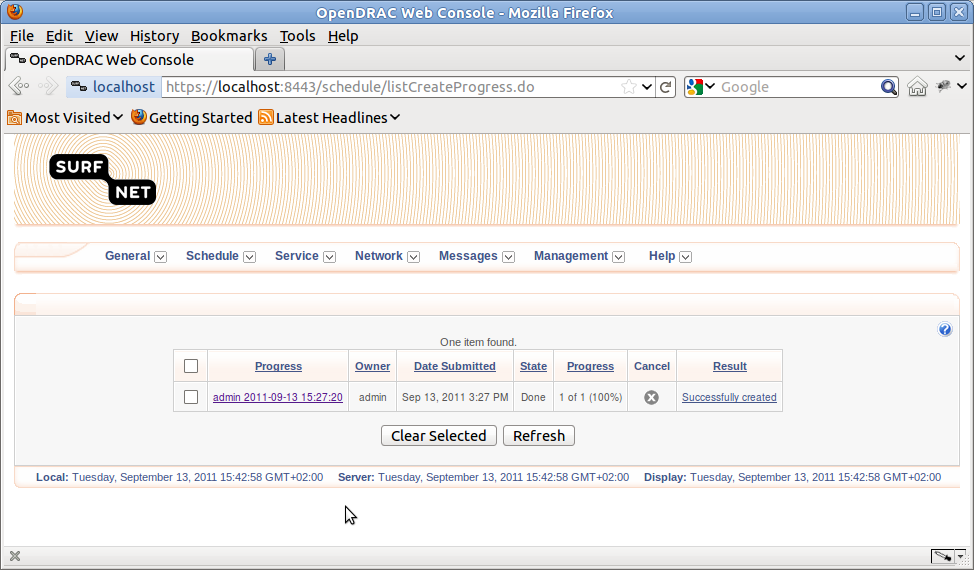 OpenDRAC Web Console - Mozilla Firefox
File Edit View History Bookmarks Tools Help
OpenDRAC Web Console
localhost https://localhost:8443/schedule/listCreateProgress.do Google
Most Visited Getting Started Latest Headlines
SURF
NET
General Schedule Service Network Messages Management Help
One item found.
Progress Owner Date Submitted State Progress Cancel Result
admin 2011-09-13 15:27:20 admin Sep 13, 2011 3:27 PM Done 1 of 1 (100%) Successfully created
Clear Selected Refresh
Local: Tuesday, September 13, 2011 15:42:58 GMT+02:00 Server: Tuesday, September 13, 2011 15:42:58 GMT+02:00 Display: Tuesday, September 13, 2011 15:42:58 GMT+02:00